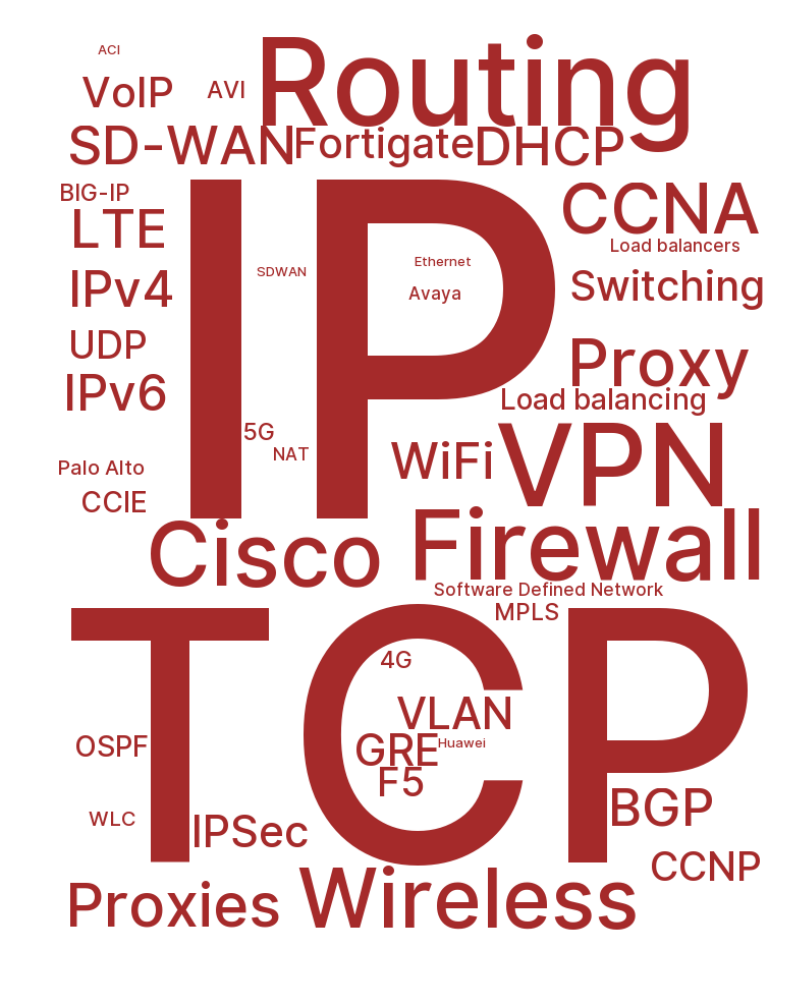 ACI
Routing
VoIP
AVI
SD-WAN
Fortigate
DHCP
BIG-IP
CCNA
LTE
Load balancers
IP
SDWAN
Ethernet
IPv4
Avaya
Switching
UDP
Proxy
IPv6
Load balancing
5G
NAT
WiFi
VPN
Palo Alto
CCIE
Cisco
Firewall
Software Defined Network
MPLS
TCP
4G
VLAN
OSPF
GRE
Huawei
F5
WLC
IPSec
BGP
CCNP
Proxies
Wireless